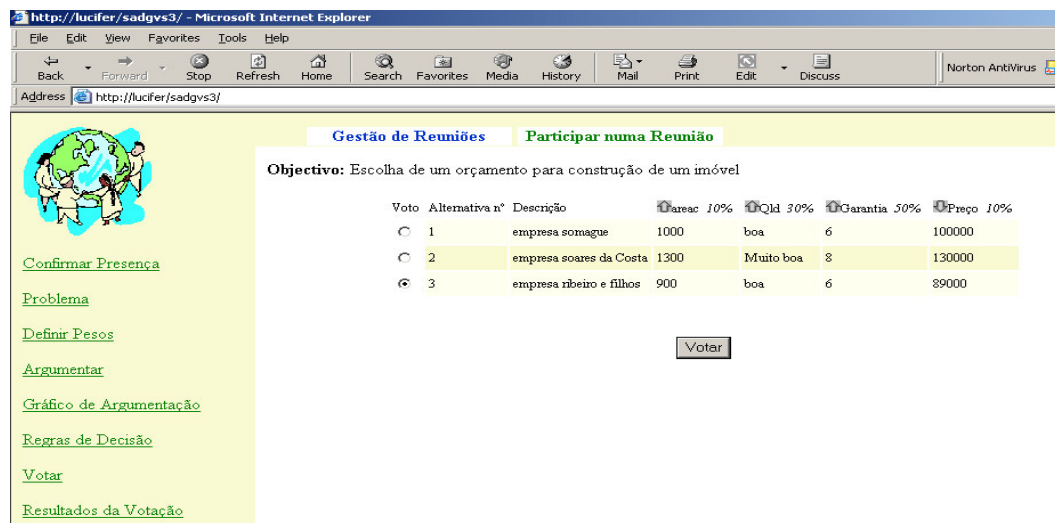 http://lucifer/sadgvs3/ - Microsoft Internet Explorer
File Edit View Favorites Tools Help
Back Forward Stop Refresh Home Search Favorites Media History Mail Print Edit Discuss Norton AntiVirus
Address http://lucifer/sadgvs3/
Gestão de Reuniões Participar numa Reunião
Objectivo: Escolha de um orçamento para construção de um imóvel
Voto Alternativa nº Descrição areac 10% Qld 30% Garantia 50% Preço 10%
1 empresa somague 1000 boa 6 100000
2 empresa soares da Costa 1300 Muito boa 8 130000
3 empresa ribeiro e filhos 900 boa 6 89000
Votar
Confirmar Presença
Problema
Definir Pesos
Argumentar
Gráfico de Argumentação
Regras de Decisão
Votar
Resultados da Votação